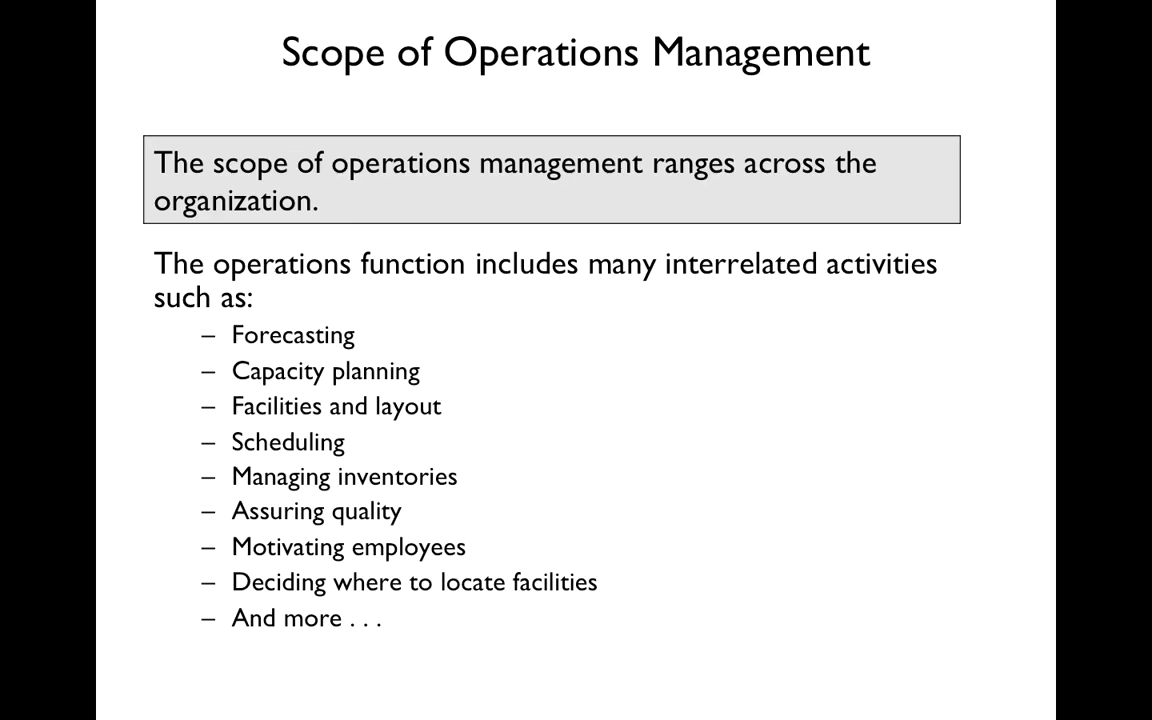 Scope of Operations Management
The scope of operations management ranges across the
organization.
The operations function includes many interrelated activities
such as:
– Forecasting
– Capacity planning
– Facilities and layout
– Scheduling
– Managing inventories
– Assuring quality
– Motivating employees
– Deciding where to locate facilities
– And more . . .